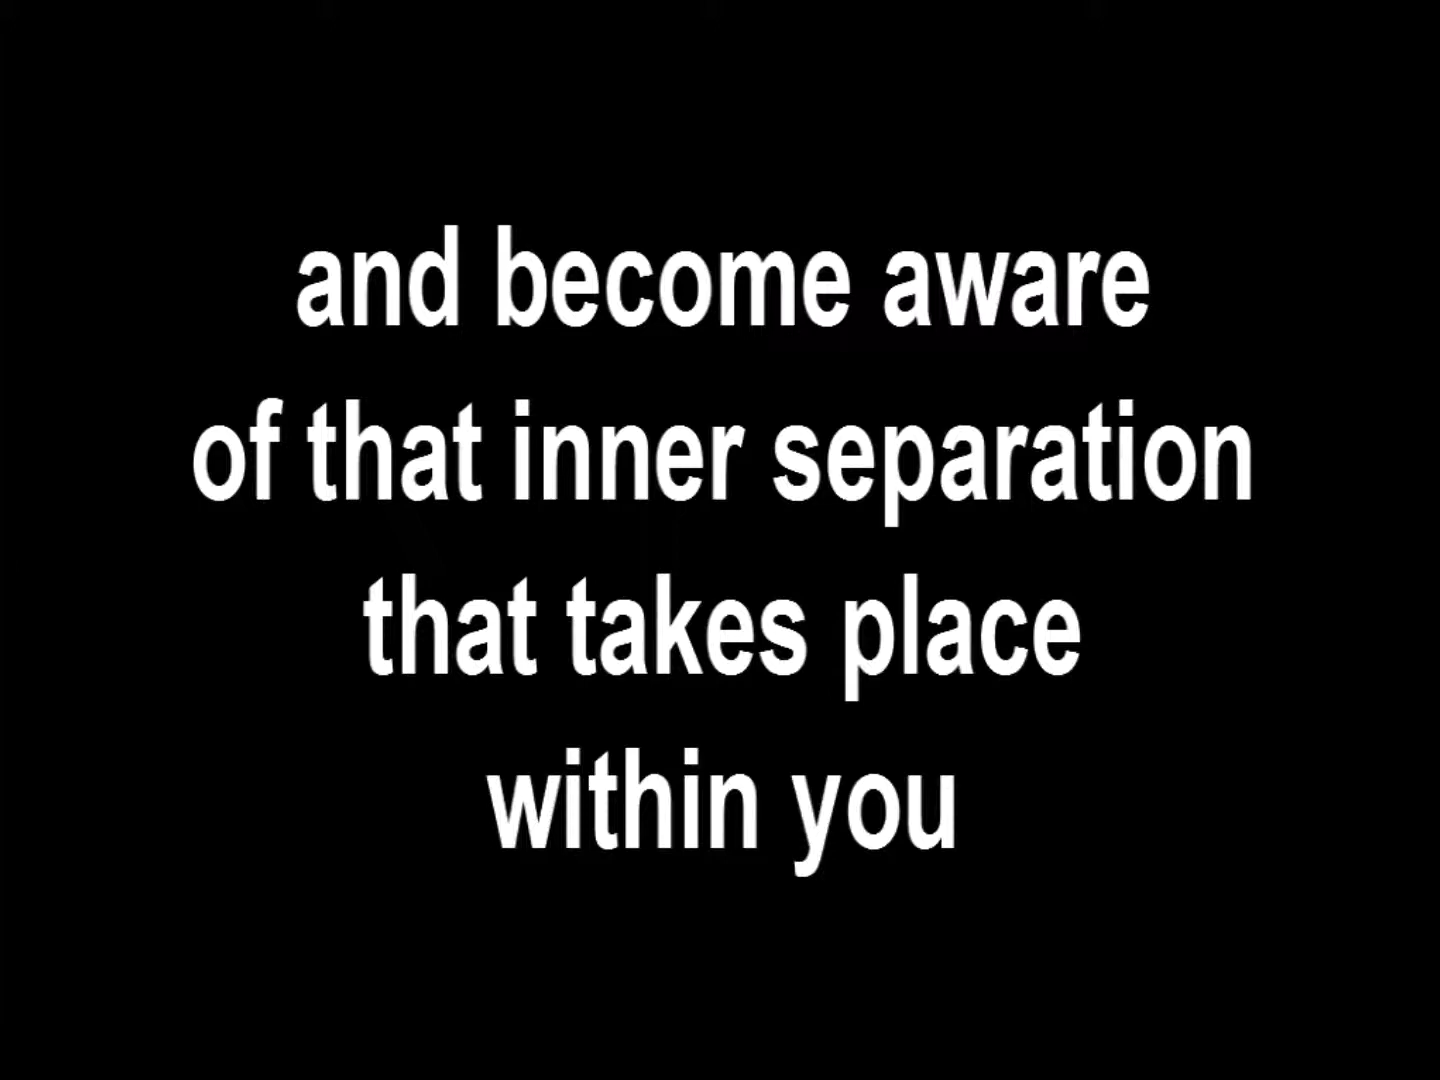 and become aware
of that inner separation
that takes place
within you